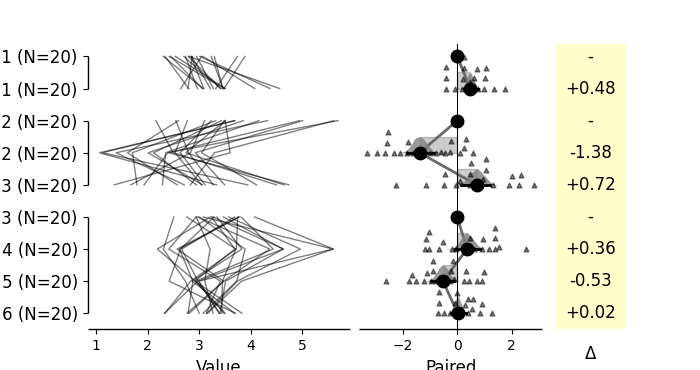 1 (N=20) -
1 (N=20) +0.48
2 (N=20) -
2 (N=20) -1.38
3 (N=20) +0.72
3 (N=20) -
4 (N=20) +0.36
5 (N=20) -0.53
6 (N=20) +0.02
1 2 3 4 5 −2 0 2
Value Paired Δ